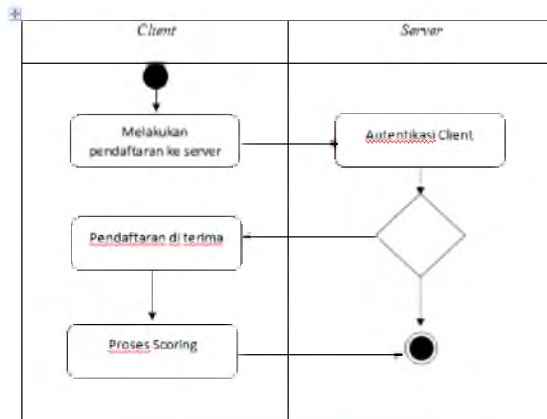 Client
Server
Melakukan
pendaftaran ke server
Autentikasi Client
Pendaftaran di terima
Proses Scoring